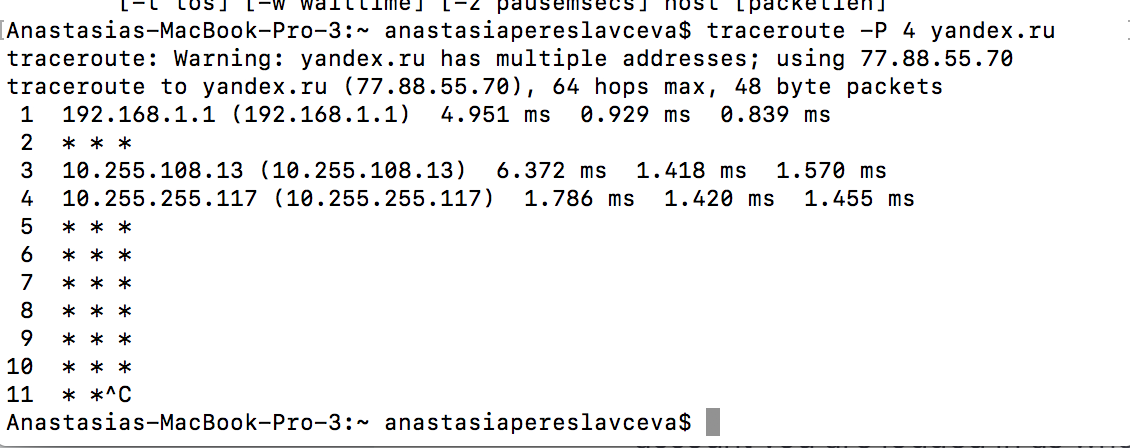 [-t tos] [-w waittime] [-z pausemsecs] host [packetlen]
Anastasias-MacBook-Pro-3:~ anastasiapereslavceva$ traceroute -P 4 yandex.ru
traceroute: Warning: yandex.ru has multiple addresses; using 77.88.55.70
traceroute to yandex.ru (77.88.55.70), 64 hops max, 48 byte packets
 1  192.168.1.1 (192.168.1.1)  4.951 ms  0.929 ms  0.839 ms
 2  * * *
 3  10.255.108.13 (10.255.108.13)  6.372 ms  1.418 ms  1.570 ms
 4  10.255.255.117 (10.255.255.117)  1.786 ms  1.420 ms  1.455 ms
 5  * * *
 6  * * *
 7  * * *
 8  * * *
 9  * * *
10  * * *
11  * *^C
Anastasias-MacBook-Pro-3:~ anastasiapereslavceva$